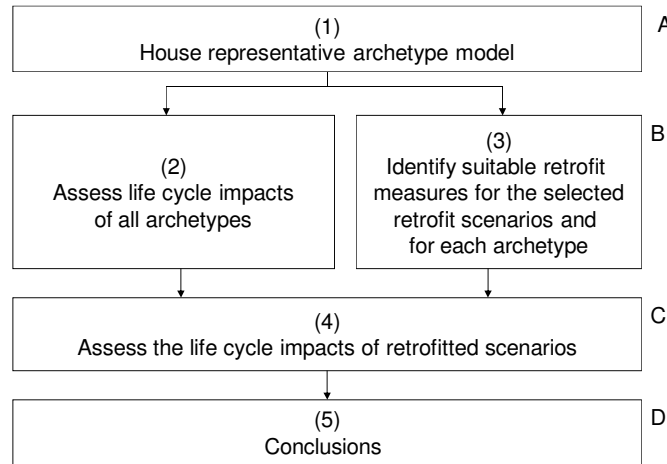 (1)
House representative archetype model
A
(2)
Assess life cycle impacts
of all archetypes
(3)
Identify suitable retrofit
measures for the selected
retrofit scenarios and
for each archetype
B
(4)
Assess the life cycle impacts of retrofitted scenarios
C
(5)
Conclusions
D